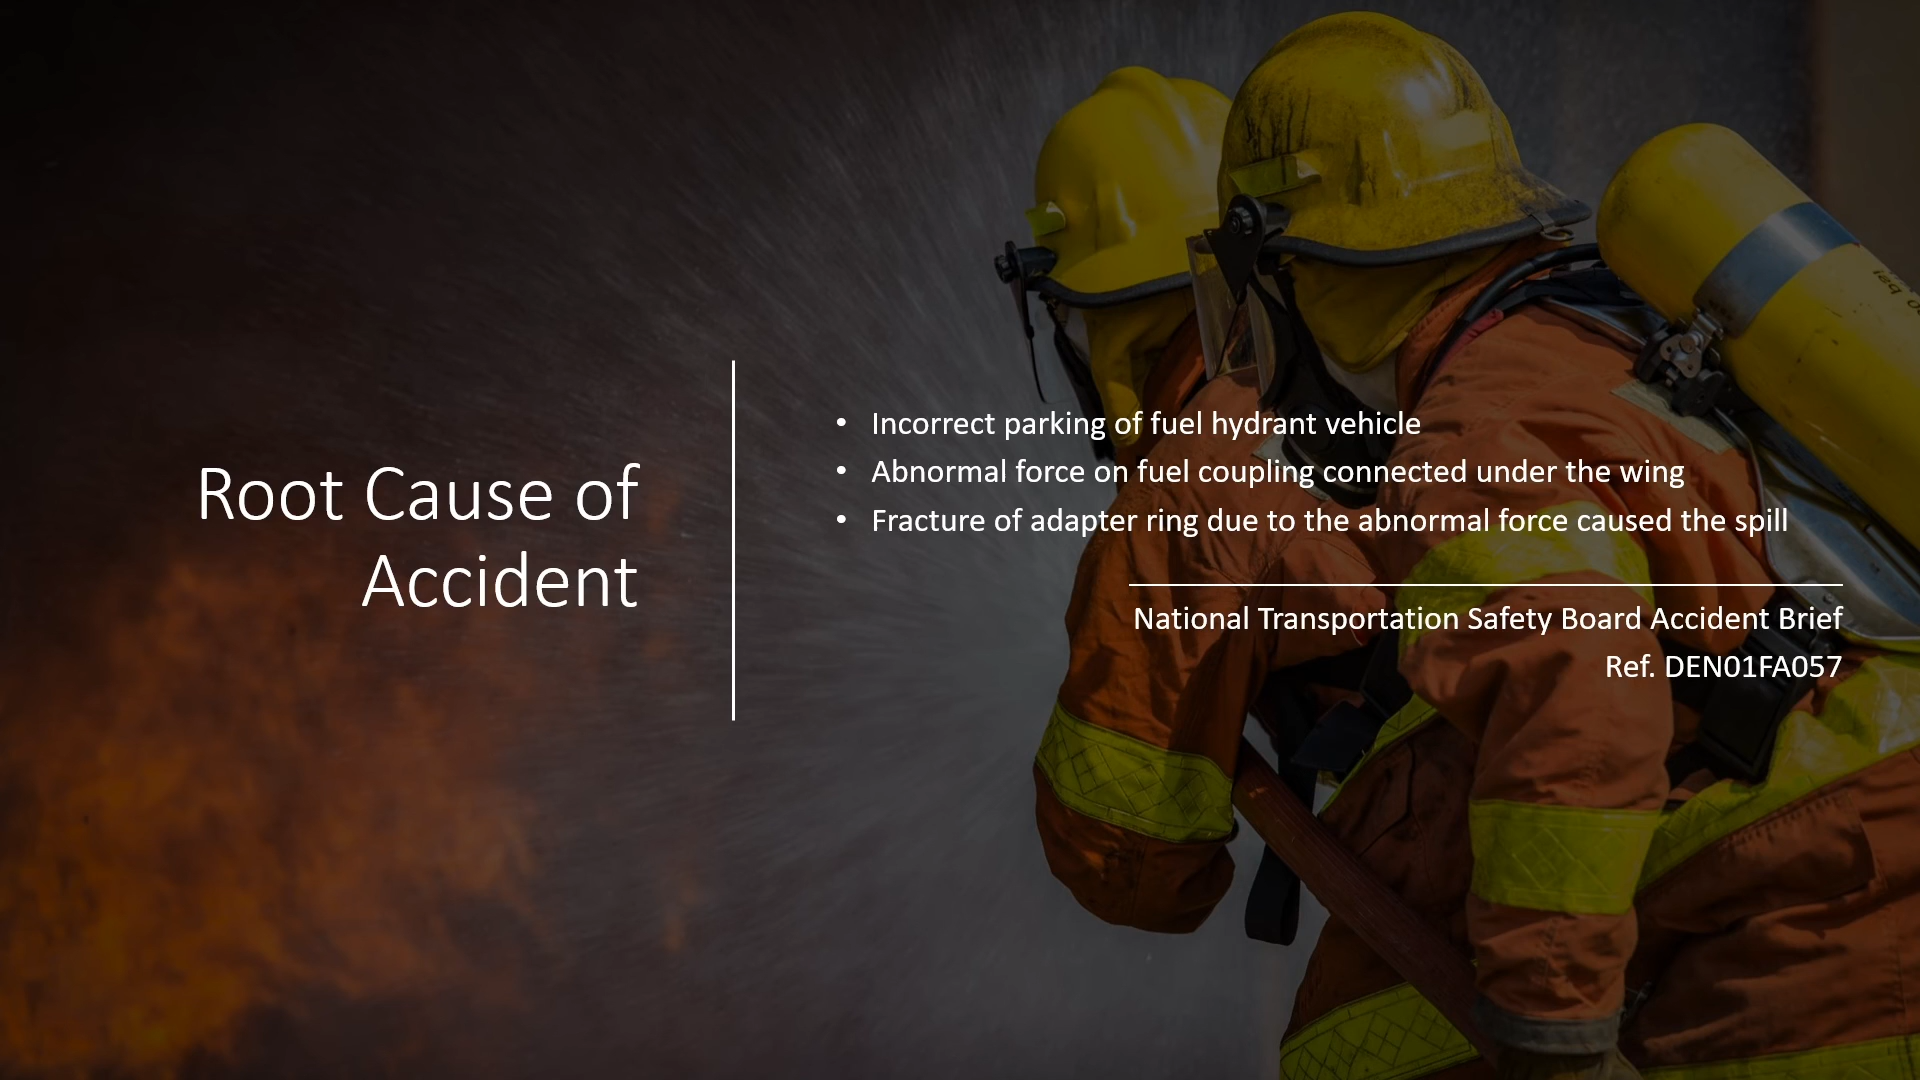 Root Cause of
Accident
• Incorrect parking of fuel hydrant vehicle
• Abnormal force on fuel coupling connected under the wing
• Fracture of adapter ring due to the abnormal force caused the spill
National Transportation Safety Board Accident Brief
Ref. DEN01FA057